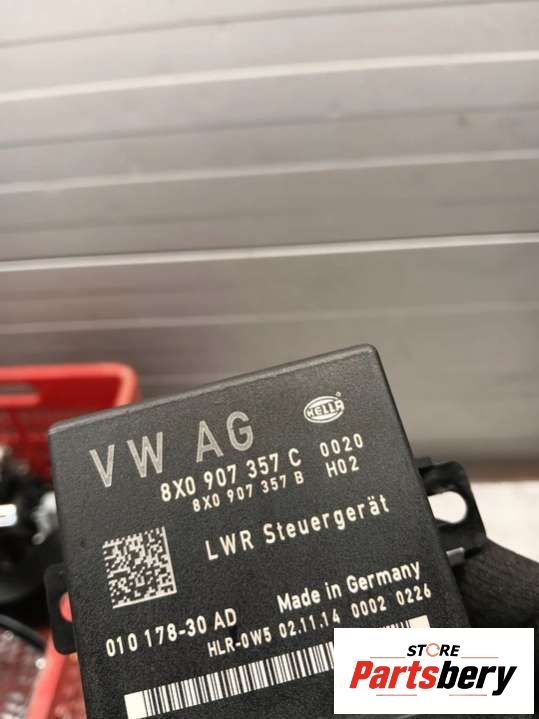 VW AG
HELLA
8X0 907 357 C 0020
8X0 907 357 B H02
LWR Steuergerät
010 178-30 AD Made in Germany
HLR-0W5 02.11.14 0002 0226
STORE
Partsbery